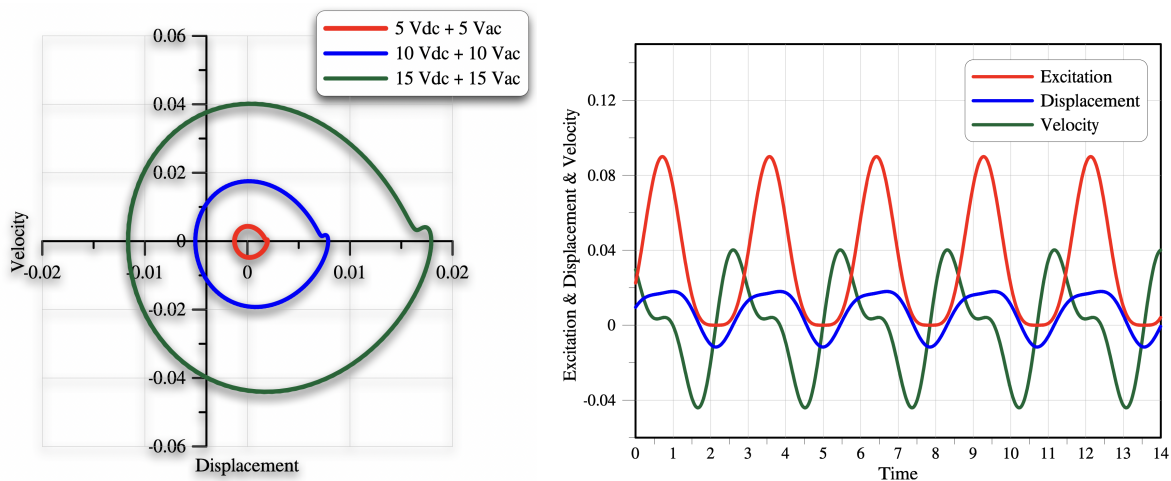 0.06
0.04
0.02
0
-0.02
-0.04
-0.06
-0.02
-0.01
0
0.01
0.02
Velocity
Displacement
5 Vdc + 5 Vac
10 Vdc + 10 Vac
15 Vdc + 15 Vac
Excitation & Displacement & Velocity
0.12
0.08
0.04
0
-0.04
Excitation
Displacement
Velocity
0 1 2 3 4 5 6 7 8 9 10 11 12 13 14
Time